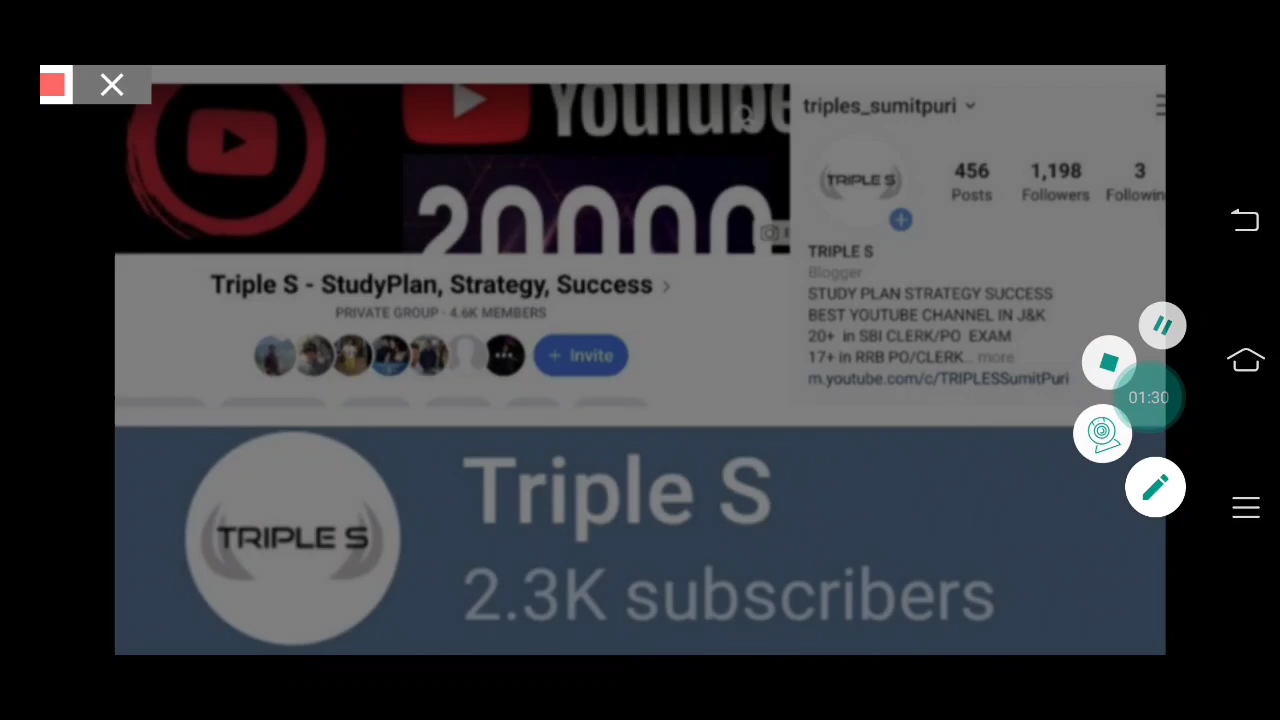 YouTube
20000
Triple S - StudyPlan, Strategy, Success
PRIVATE GROUP · 4.6K MEMBERS
+ Invite
triples_sumitpuri
TRIPLE S
456
Posts
1,198
Followers
3
Followin
TRIPLE S
Blogger
STUDY PLAN STRATEGY SUCCESS
BEST YOUTUBE CHANNEL IN J&K
20+ in SBI CLERK/PO EXAM
17+ in RRB PO/CLERK... more
m.youtube.com/c/TRIPLESSumitPuri
01:30
TRIPLE S
Triple S
2.3K subscribers